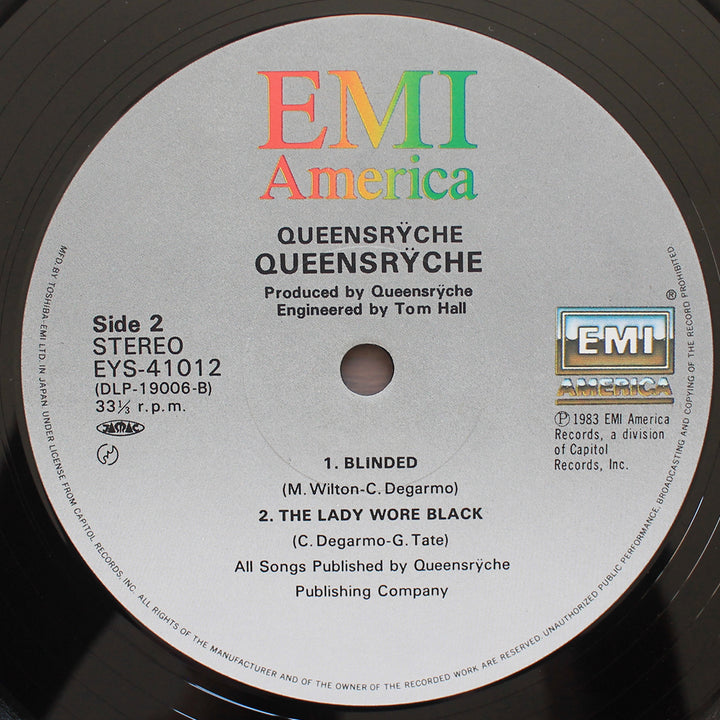 EMI
America
QUEENSRŸCHE
QUEENSRŸCHE
Produced by Queensrÿche
Engineered by Tom Hall
Side 2
STEREO
EYS-41012
(DLP-19006-B)
33⅓ r.p.m.
JASRAC
EMI
AMERICA
Ⓟ 1983 EMI America
Records, a division
of Capitol
Records, Inc.
1. BLINDED
(M. Wilton-C. Degarmo)
2. THE LADY WORE BLACK
(C. Degarmo-G. Tate)
All Songs Published by Queensrÿche
Publishing Company
MFD. BY TOSHIBA-EMI LTD. IN JAPAN UNDER LICENSE FROM CAPITOL RECORDS, INC. ALL RIGHTS OF THE MANUFACTURER AND OF THE OWNER OF THE RECORDED WORK ARE RESERVED. UNAUTHORIZED PUBLIC PERFORMANCE, BROADCASTING AND COPYING OF THE RECORD PROHIBITED
®